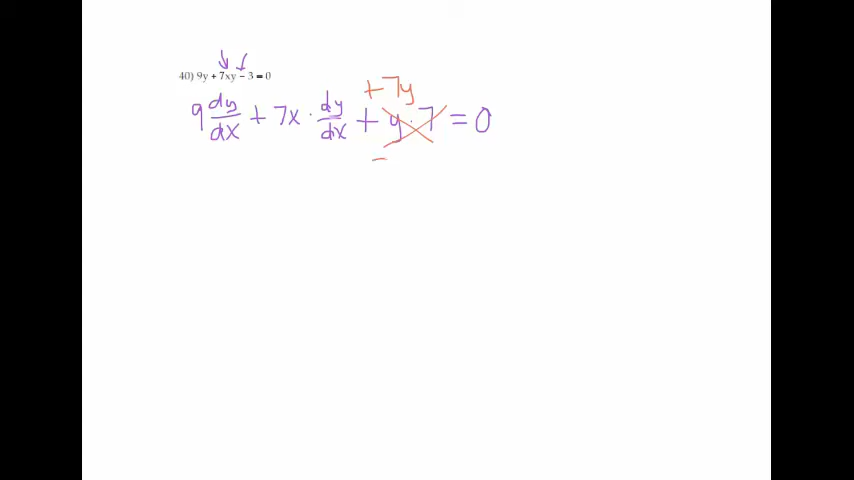 40) 9y + 7xy − 3 = 0
+7y
9 dy/dx + 7x · dy/dx + y · 7 = 0
−